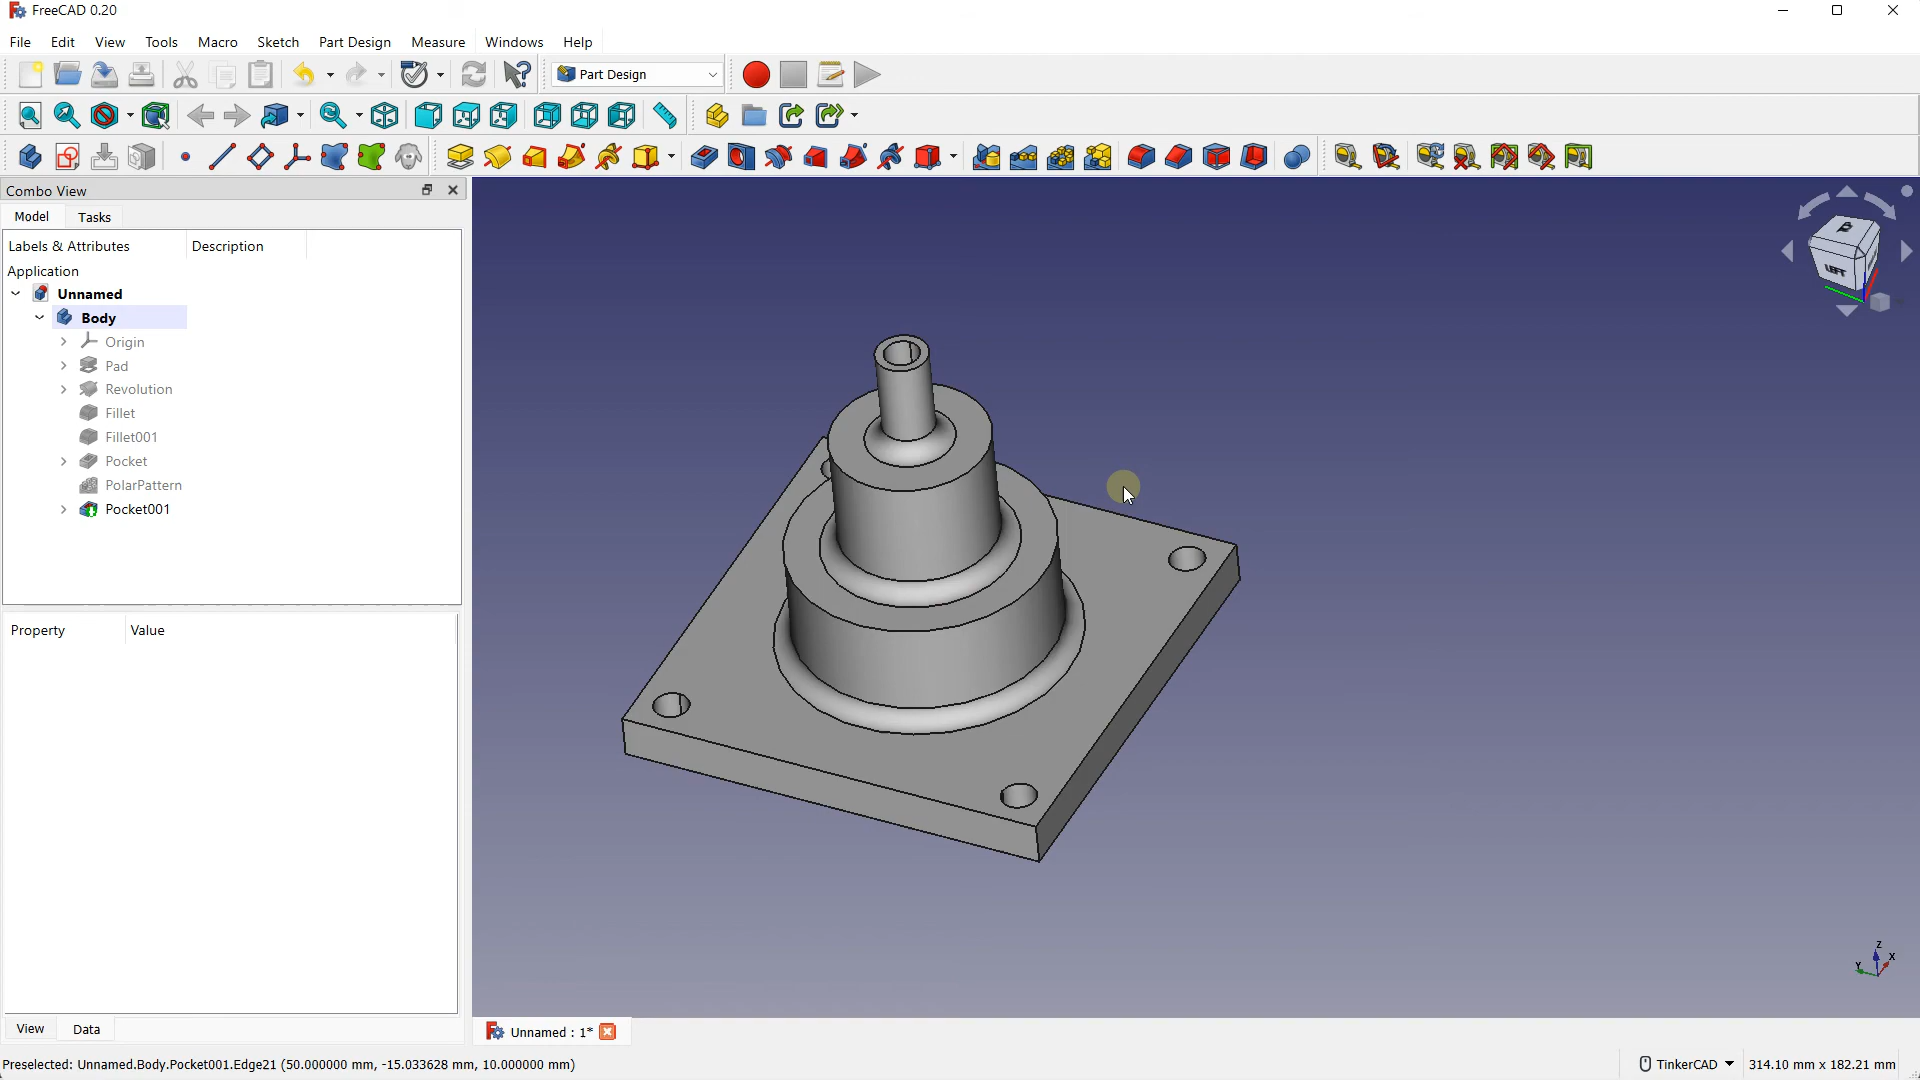 FreeCAD 0.20
File Edit View Tools Macro Sketch Part Design Measure Windows Help
Part Design
Combo View
Model Tasks
Labels & Attributes Description
Application
Unnamed
Body
Origin
Pad
Revolution
Fillet
Fillet001
Pocket
PolarPattern
Pocket001
Property Value
View Data
LEFT
Z
X
Y
Unnamed : 1*
Preselected: Unnamed.Body.Pocket001.Edge21 (50.000000 mm, -15.033628 mm, 10.000000 mm)
TinkerCAD 314.10 mm x 182.21 mm